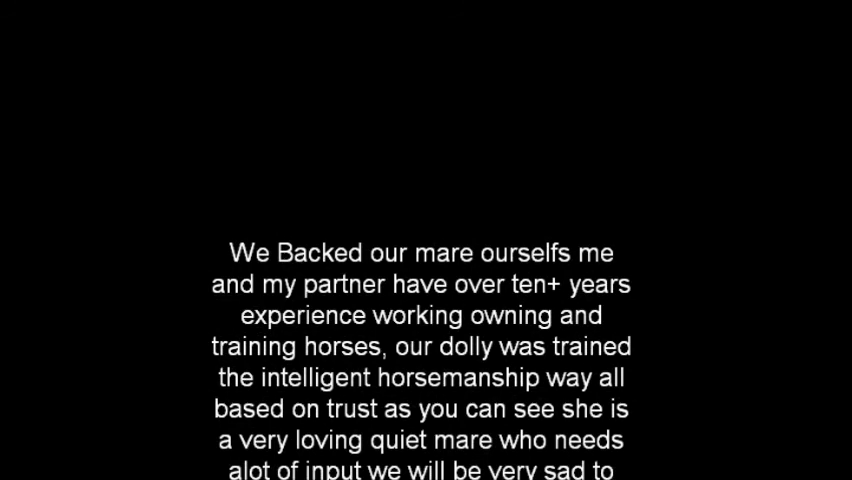 We Backed our mare ourselfs me
and my partner have over ten+ years
experience working owning and
training horses, our dolly was trained
the intelligent horsemanship way all
based on trust as you can see she is
a very loving quiet mare who needs
alot of input we will be very sad to